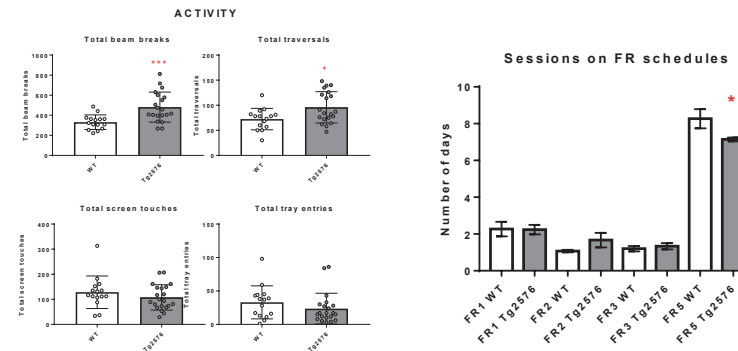 ACTIVITY
Total beam breaks
Total beam breaks
1000
800
600
400
200
0
***
WT
Tg2576
Total traversals
Total traversals
200
150
100
50
0
*
WT
Tg2576
Total screen touches
Total screen touches
400
300
200
100
0
WT
Tg2576
Total tray entries
Total tray entries
150
100
50
0
WT
Tg2576
Sessions on FR schedules
Number of days
10
8
6
4
2
0
*
FR1 WT
FR1 Tg2576
FR2 WT
FR2 Tg2576
FR3 WT
FR3 Tg2576
FR5 WT
FR5 Tg2576